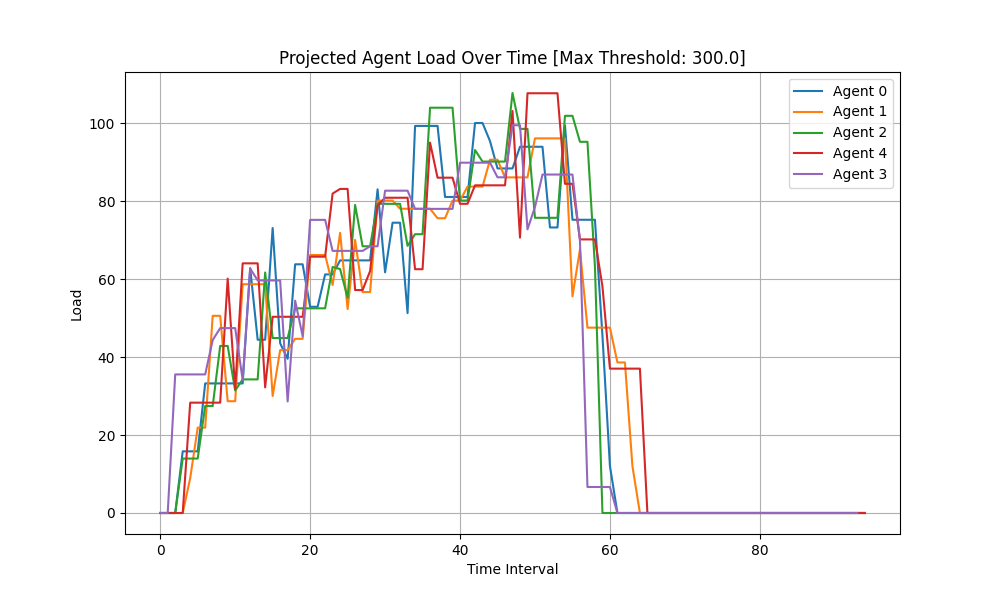 Projected Agent Load Over Time [Max Threshold: 300.0]
Load
100
80
60
40
20
0
Agent 0
Agent 1
Agent 2
Agent 4
Agent 3
0
20
40
60
80
Time Interval